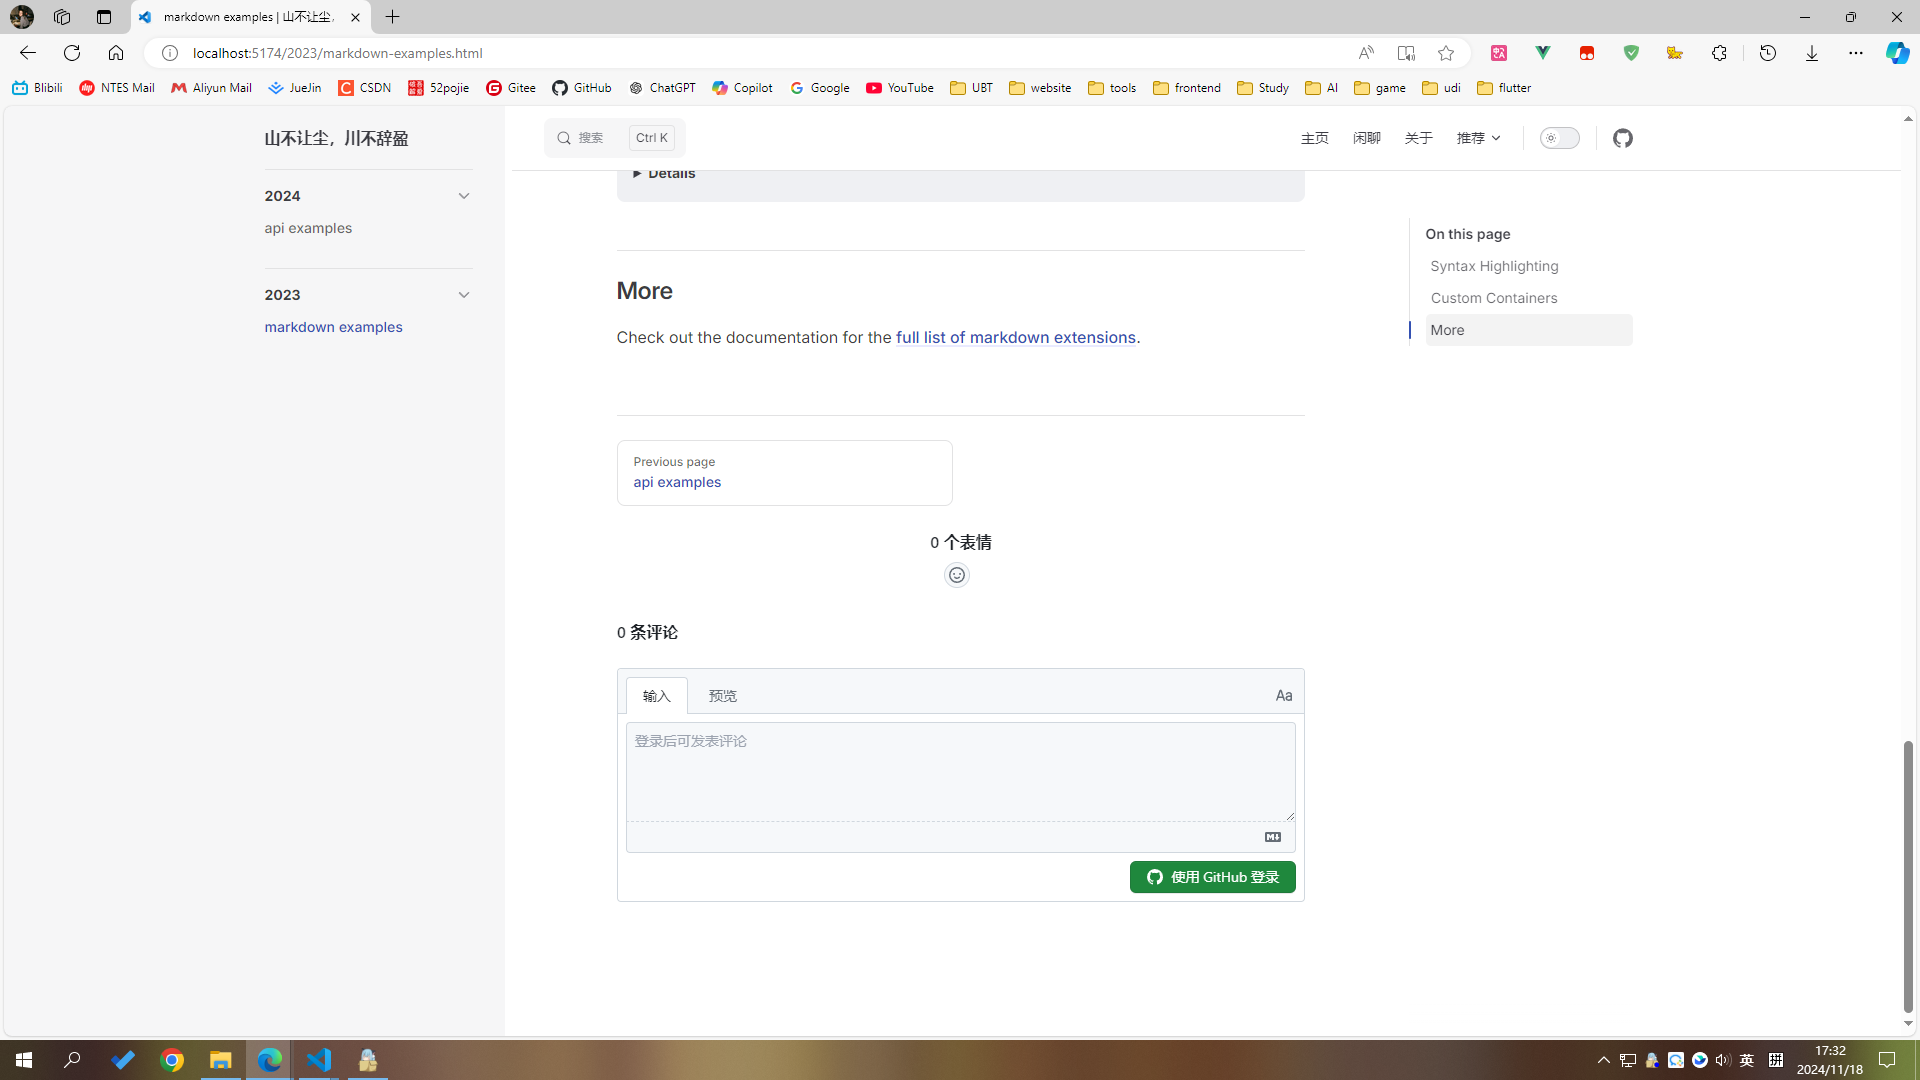 markdown examples | 山不让尘,
localhost:5174/2023/markdown-examples.html
Blibili
NTES Mail
Aliyun Mail
JueJin
CSDN
52pojie
Gitee
GitHub
ChatGPT
Copilot
Google
YouTube
UBT
website
tools
frontend
Study
AI
game
udi
flutter
山不让尘，川不辞盈
搜索
Ctrl K
主页
闲聊
关于
推荐
2024
api examples
2023
markdown examples
Details
More
Check out the documentation for the full list of markdown extensions.
On this page
Syntax Highlighting
Custom Containers
More
Previous page
api examples
0 个表情
0 条评论
输入
预览
Aa
登录后可发表评论
使用 GitHub 登录
英
拼
17:32
2024/11/18